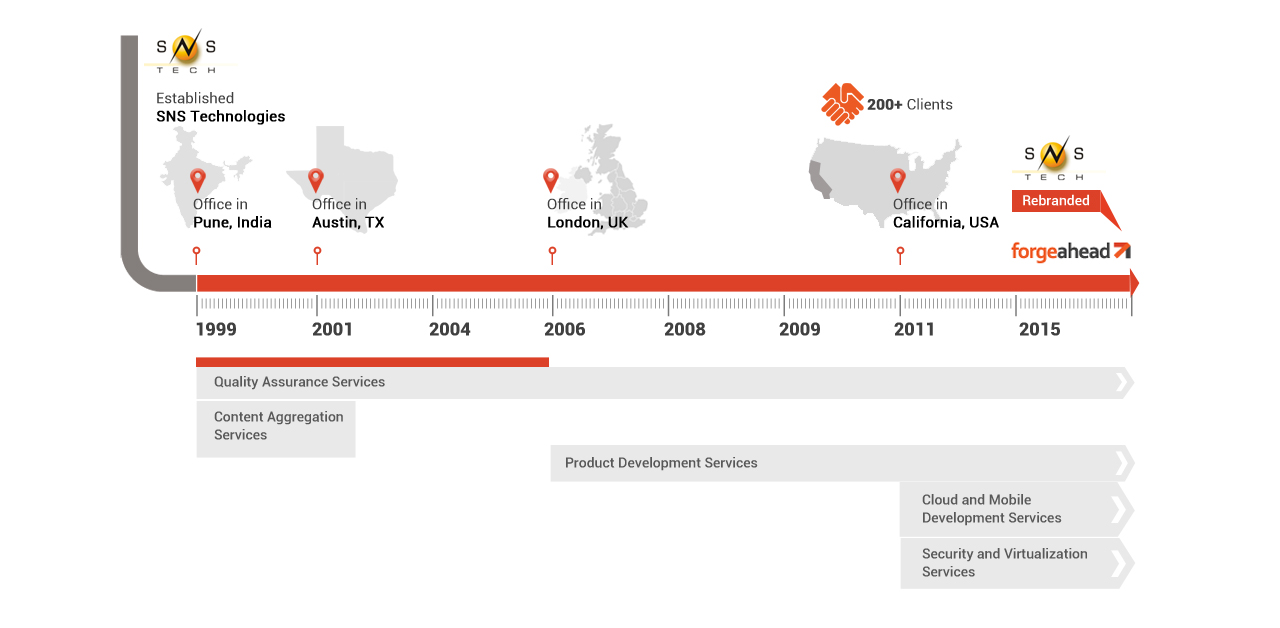 S N S
TECH
Established
SNS Technologies
Office in
Pune, India
Office in
Austin, TX
Office in
London, UK
200+ Clients
Office in
California, USA
S N S
TECH
Rebranded
forgeahead
1999 2001 2004 2006 2008 2009 2011 2015
Quality Assurance Services
Content Aggregation
Services
Product Development Services
Cloud and Mobile
Development Services
Security and Virtualization
Services